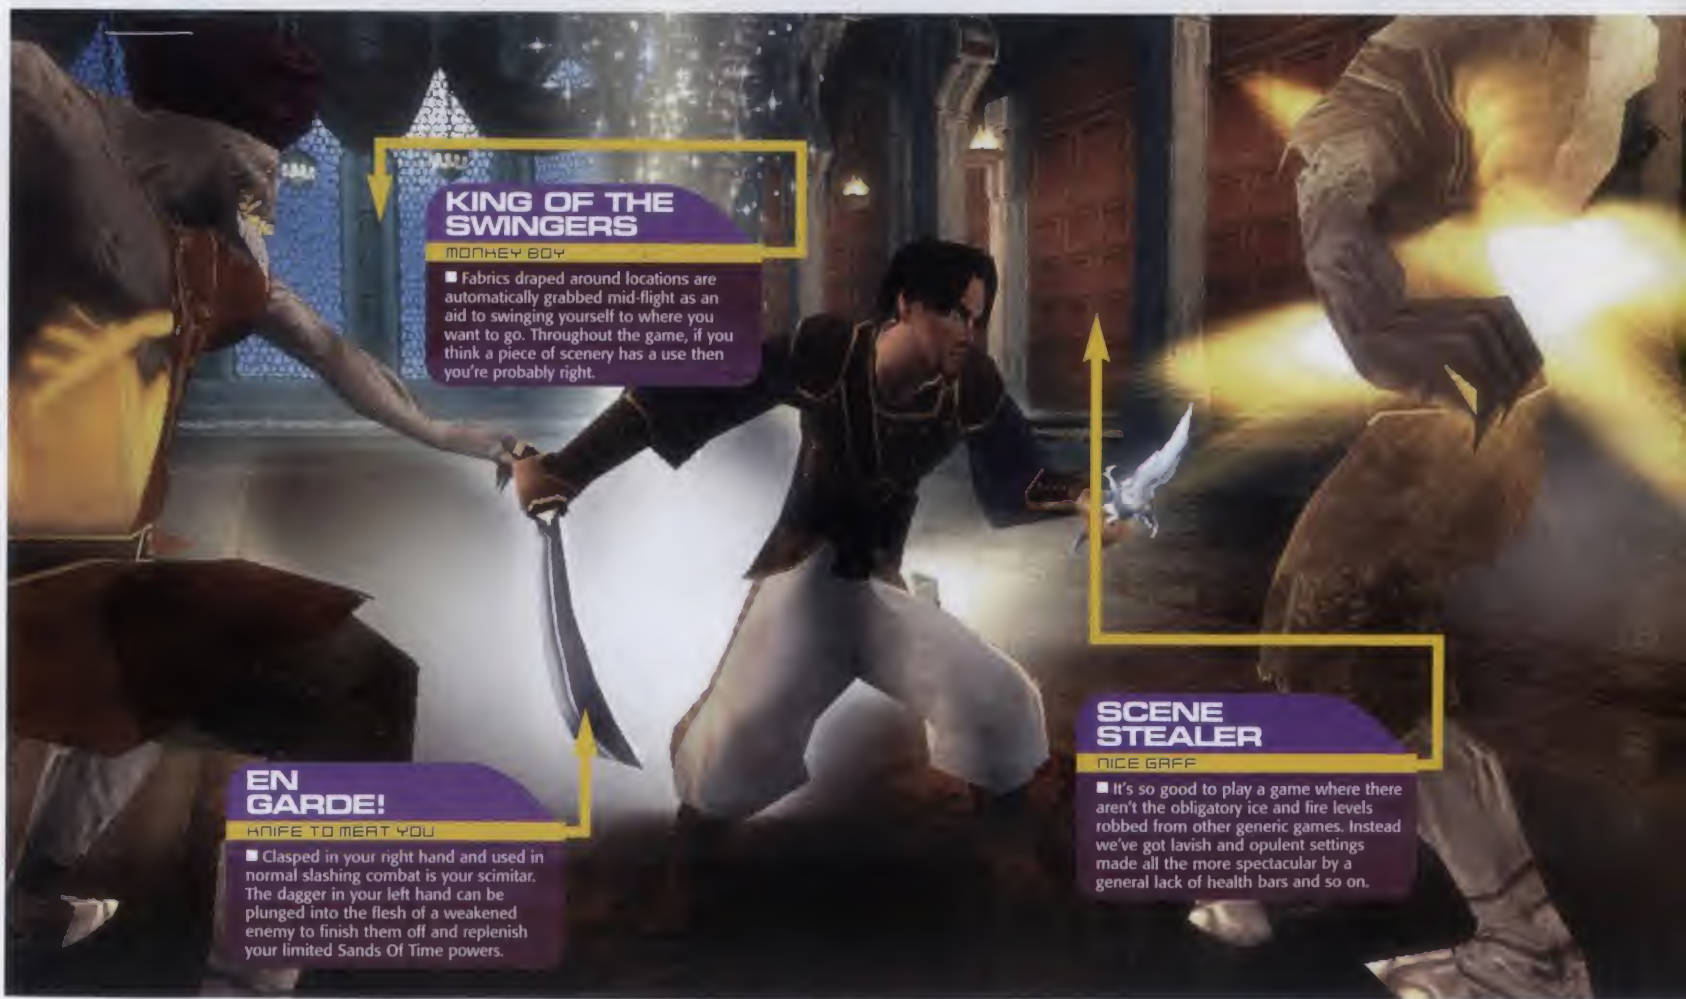 KING OF THE
SWINGERS
MONKEY BOY
■ Fabrics draped around locations are
automatically grabbed mid-flight as an
aid to swinging yourself to where you
want to go. Throughout the game, if you
think a piece of scenery has a use then
you're probably right.
EN
GARDE!
KNIFE TO MEAT YOU
■ Clasped in your right hand and used in
normal slashing combat is your scimitar.
The dagger in your left hand can be
plunged into the flesh of a weakened
enemy to finish them off and replenish
your limited Sands Of Time powers.
SCENE
STEALER
NICE GAFF
■ It's so good to play a game where there
aren't the obligatory ice and fire levels
robbed from other generic games. Instead
we've got lavish and opulent settings
made all the more spectacular by a
general lack of health bars and so on.